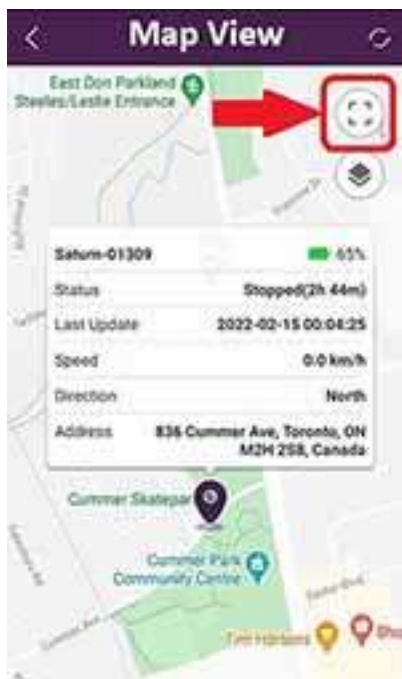 Map View
East Don Parkland
Steeles/Leslie Entrance
Saturn-01309 65%
Status Stopped(2h 44m)
Last Update 2022-02-15 00:04:25
Speed 0.0 km/h
Direction North
Address 836 Cummer Ave, Toronto, ON
M2H 2S8, Canada
Cummer Skatepar
Cummer Park
Community Centre
Tim Hortons